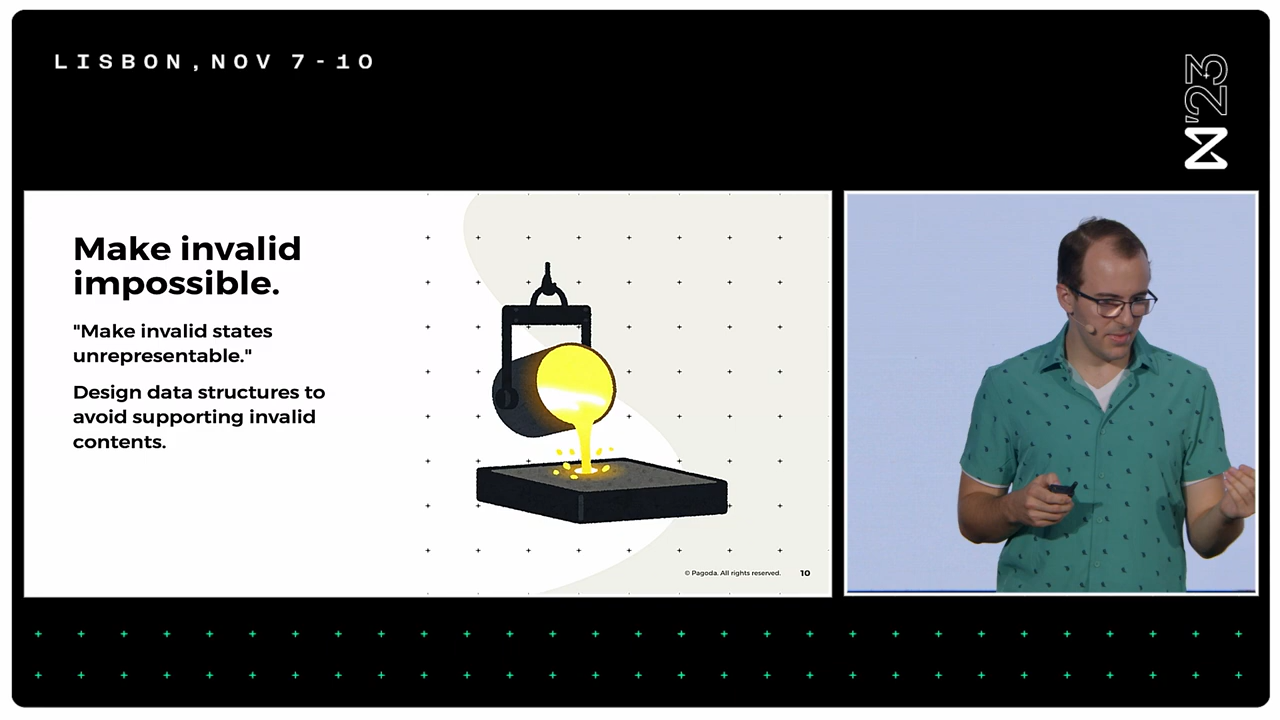 LISBON, NOV 7-10
'23
Make invalid
impossible.
"Make invalid states
unrepresentable."
Design data structures to
avoid supporting invalid
contents.
© Pagoda. All rights reserved.
10